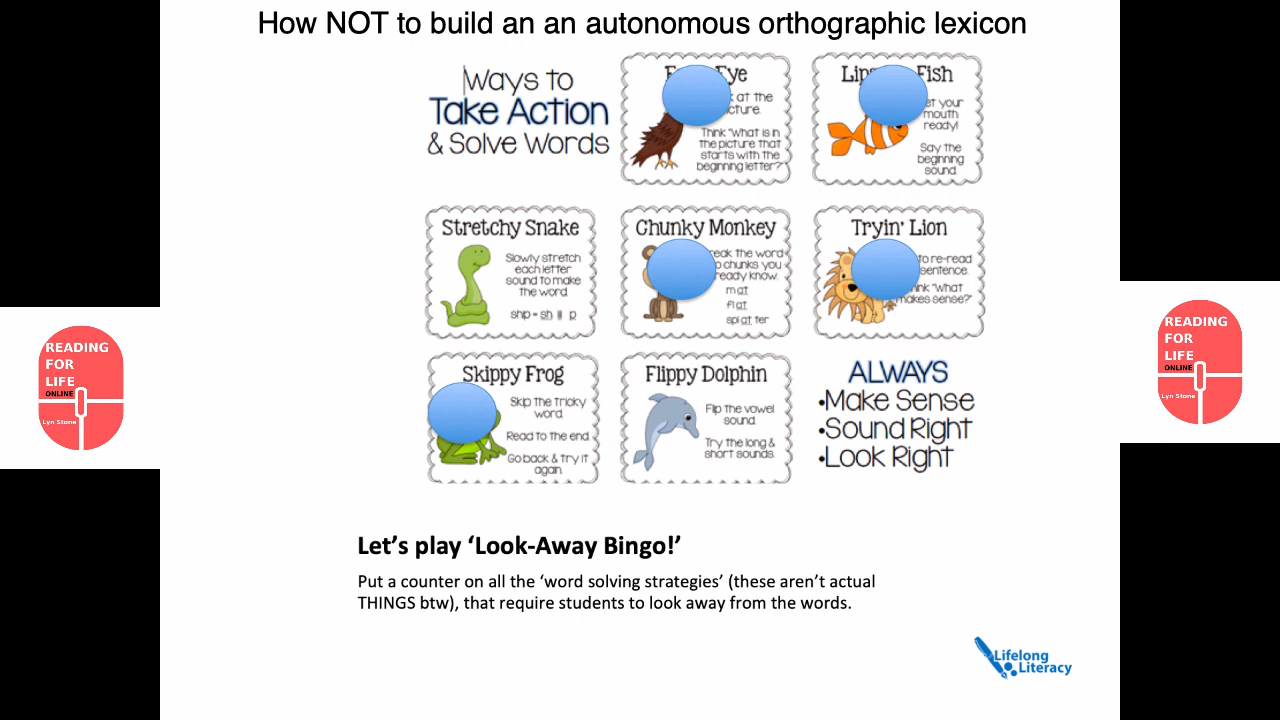 How NOT to build an an autonomous orthographic lexicon
Ways to
Take Action
& Solve Words
Eye
at the
Think "What is in
the picture that
starts with the
beginning letter?"
Fish
your
mouth
ready!
Say the
beginning
sound.
Stretchy Snake
Slowly stretch
each letter
sound to make
the word.
ship = sh i p
Chunky Monkey
the word
chunks you
know.
m at
fl at
spl at ter
Tryin' Lion
to re-read
sentence.
"What
makes sense?"
Skippy Frog
Skip the tricky
word.
Read to the end.
Go back & try it
again.
Flippy Dolphin
Flip the vowel
sound.
Try the long &
short sounds.
ALWAYS
•Make Sense
•Sound Right
•Look Right
READING
FOR
LIFE
ONLINE
Lyn Stone
READING
FOR
LIFE
ONLINE
Lyn Stone
Let's play 'Look-Away Bingo!'
Put a counter on all the 'word solving strategies' (these aren't actual
THINGS btw), that require students to look away from the words.
Lifelong
Literacy